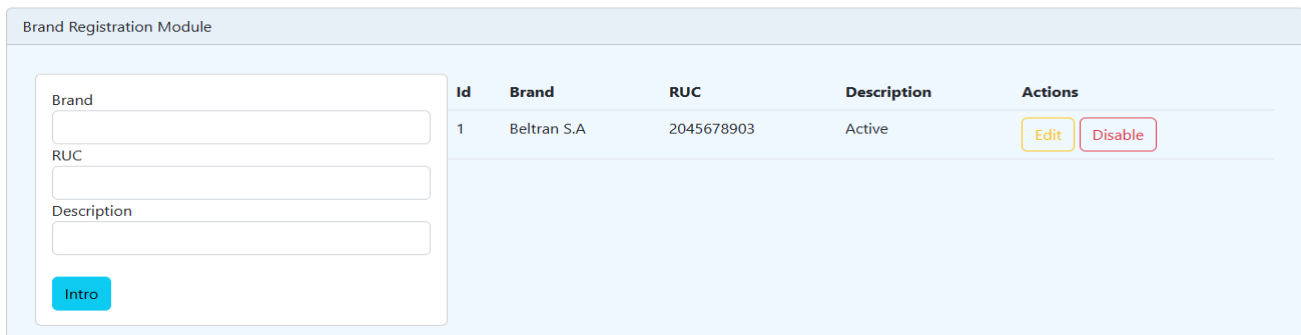 Brand Registration Module
Brand
RUC
Description
Intro
Id Brand RUC Description Actions
1 Beltran S.A 2045678903 Active Edit Disable